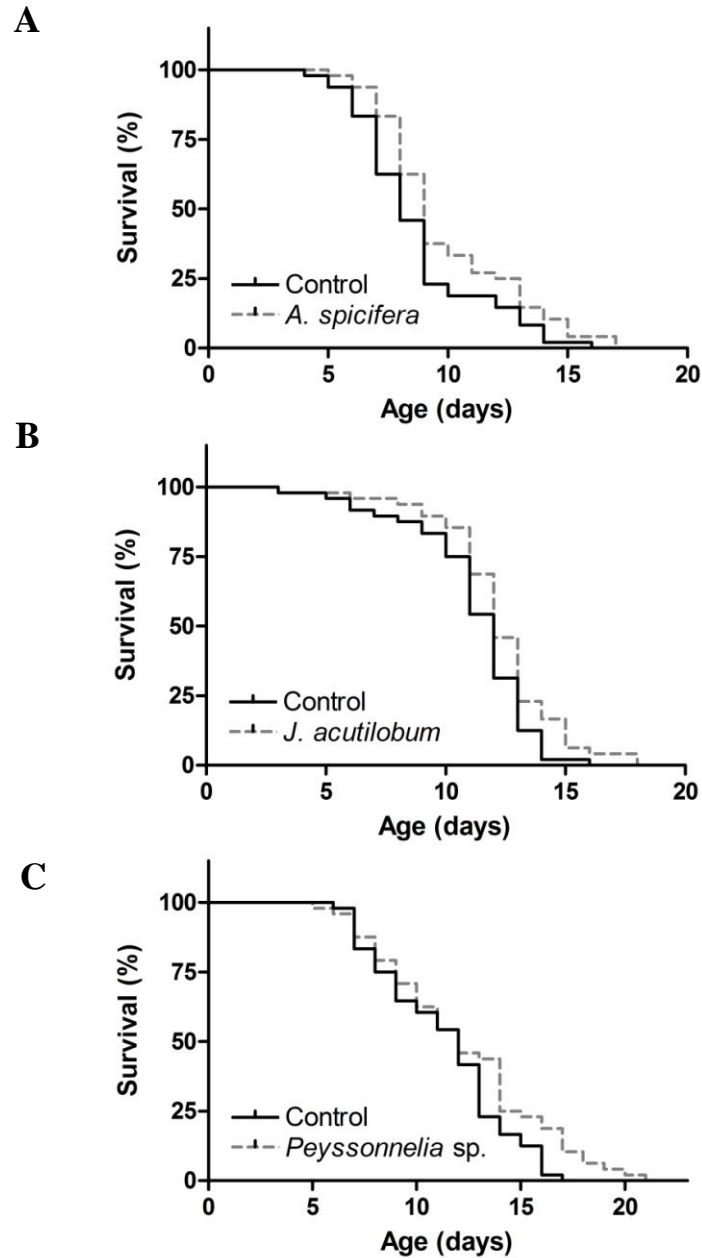 A
Survival (%)
100
75
50
25
0
Control
A. spicifera
0 5 10 15 20
Age (days)
B
Survival (%)
100
75
50
25
0
Control
J. acutilobum
0 5 10 15 20
Age (days)
C
Survival (%)
100
75
50
25
0
Control
Peyssonnelia sp.
0 5 10 15 20
Age (days)